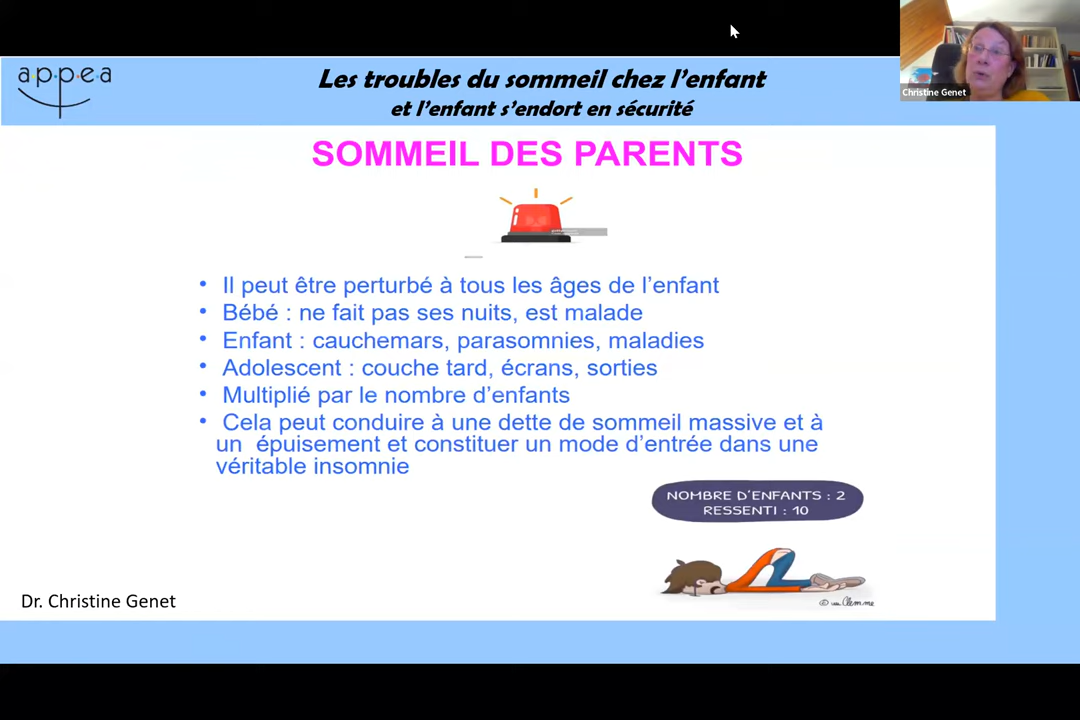 appea
Les troubles du sommeil chez l'enfant
et l'enfant s'endort en sécurité
Christine Genet
SOMMEIL DES PARENTS
• Il peut être perturbé à tous les âges de l'enfant
• Bébé : ne fait pas ses nuits, est malade
• Enfant : cauchemars, parasomnies, maladies
• Adolescent : couche tard, écrans, sorties
• Multiplié par le nombre d'enfants
• Cela peut conduire à une dette de sommeil massive et à
un épuisement et constituer un mode d'entrée dans une
véritable insomnie
NOMBRE D'ENFANTS : 2
RESSENTI : 10
Dr. Christine Genet